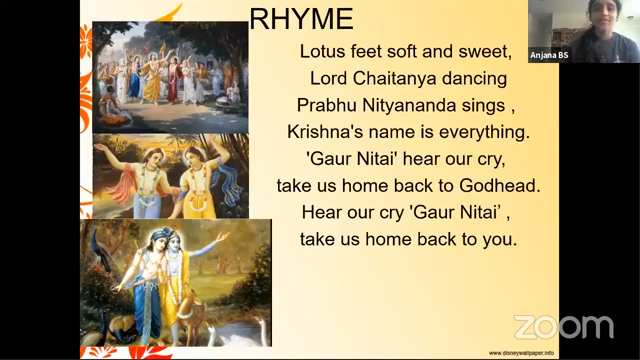 RHYME
Anjana BS
Lotus feet soft and sweet,
Lord Chaitanya dancing
Prabhu Nityananda sings ,
Krishna's name is everything.
'Gaur Nitai' hear our cry,
take us home back to Godhead.
Hear our cry 'Gaur Nitai’ ,
take us home back to you.
zoom
www.disneywallpaper.info